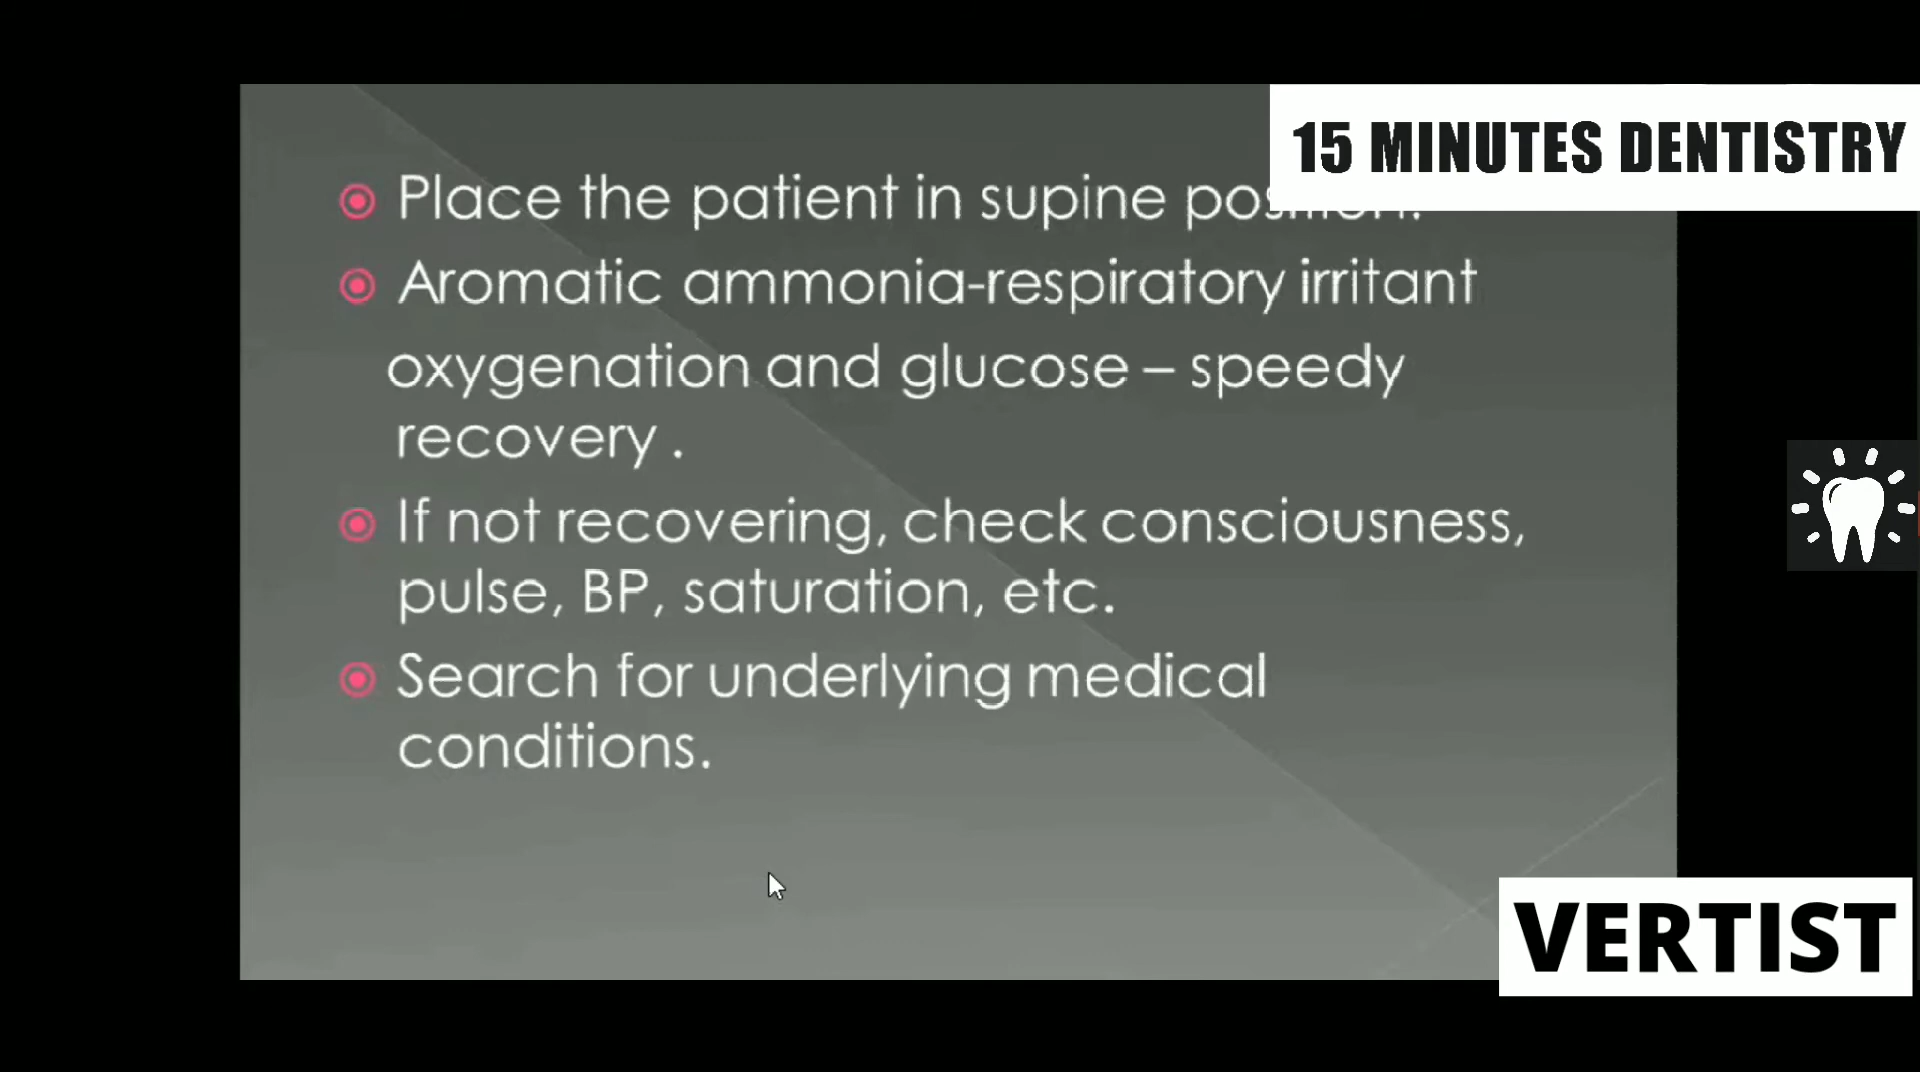 15 MINUTES DENTISTRY
Place the patient in supine position.
Aromatic ammonia-respiratory irritant
oxygenation and glucose – speedy
recovery .
If not recovering, check consciousness,
pulse, BP, saturation, etc.
Search for underlying medical
conditions.
VERTIST